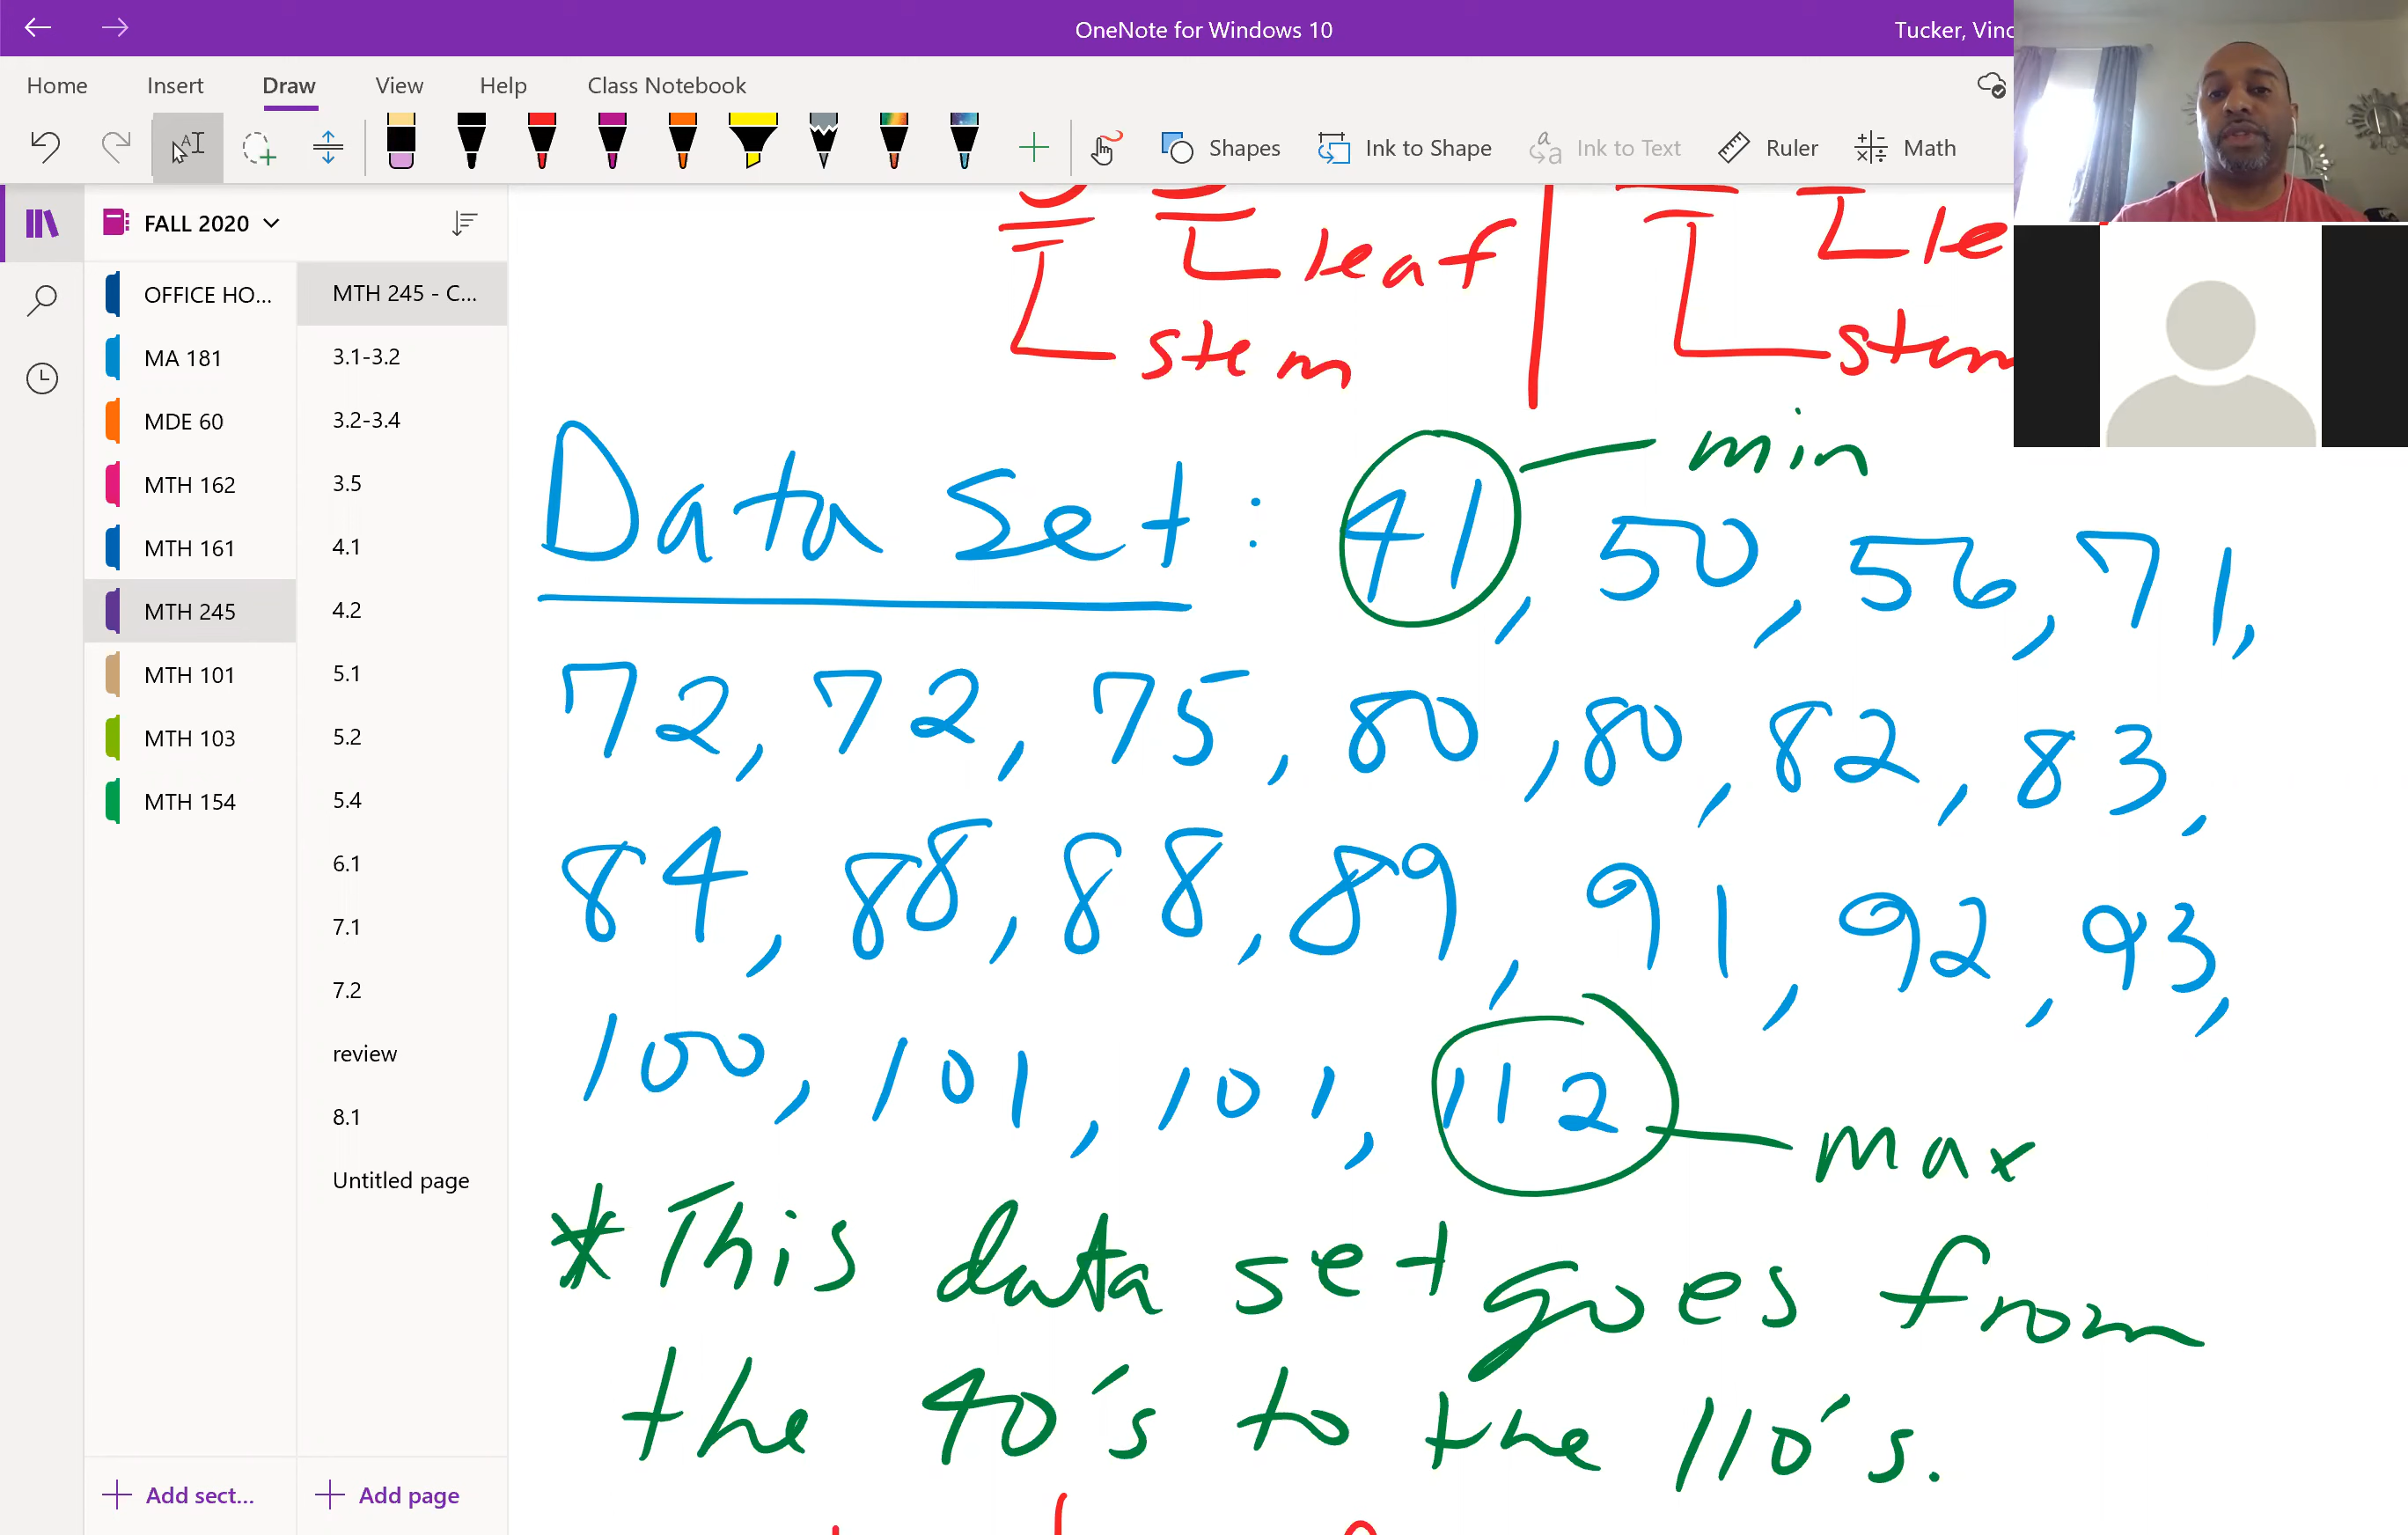 OneNote for Windows 10
Tucker, Vinc
Home Insert Draw View Help Class Notebook
Shapes Ink to Shape Ink to Text Ruler Math
FALL 2020
OFFICE HO...
MA 181
MDE 60
MTH 162
MTH 161
MTH 245
MTH 101
MTH 103
MTH 154
MTH 245 - C...
3.1-3.2
3.2-3.4
3.5
4.1
4.2
5.1
5.2
5.4
6.1
7.1
7.2
review
8.1
Untitled page
Add sect...
Add page
leaf le
stem stem
min
Data Set: 41, 50, 56, 71,
72, 72, 75, 80, 80, 82, 83,
84, 88, 88, 89, 91, 92, 93,
100, 101, 101, 112
max
*This data set goes from
the 40's to the 110's.